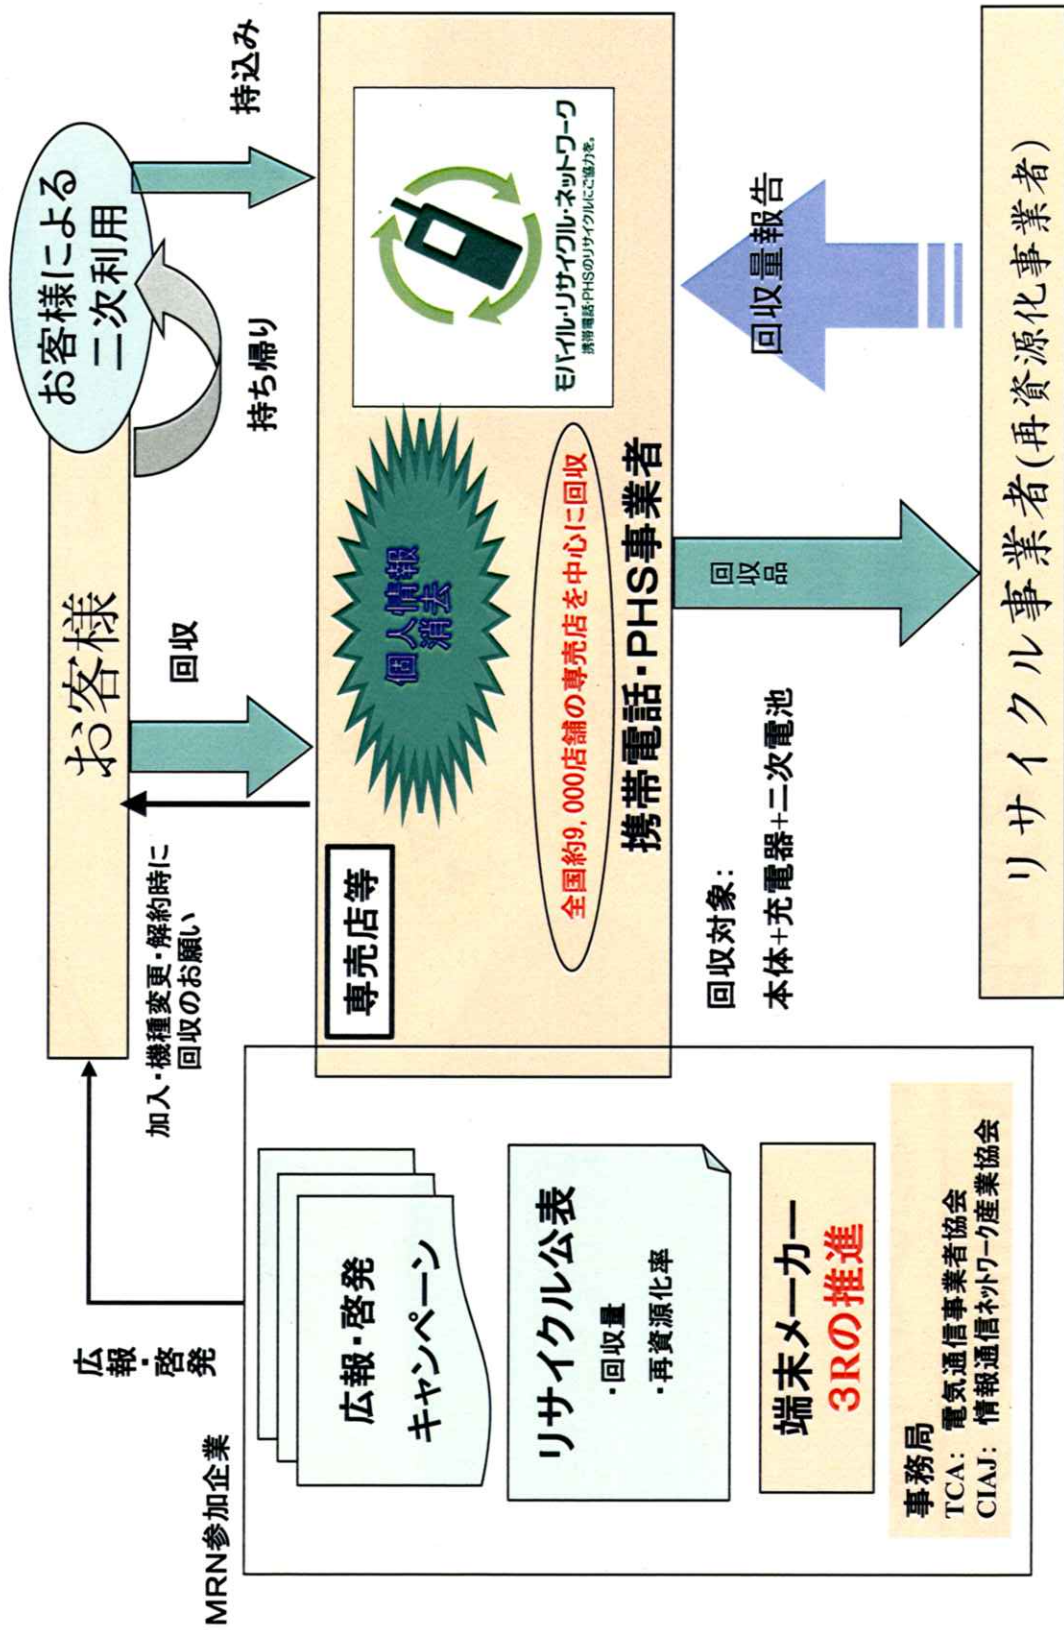 お客様
お客様による
二次利用
広報・啓発
加入・機種変更・解約時に
回収のお願い
回収
持ち帰り
持込み
MRN参加企業
広報・啓発
キャンペーン
リサイクル公表
・回収量
・再資源化率
端末メーカー
3Rの推進
事務局
TCA: 電気通信事業者協会
CIAJ: 情報通信ネットワーク産業協会
専売店等
個人情報
消去
全国約9,000店舗の専売店を中心に回収
携帯電話・PHS事業者
モバイル・リサイクル・ネットワーク
携帯電話・PHSのリサイクルにご協力を。
回収対象:
本体+充電器+二次電池
回収品
回収量報告
リサイクル事業者(再資源化事業者)